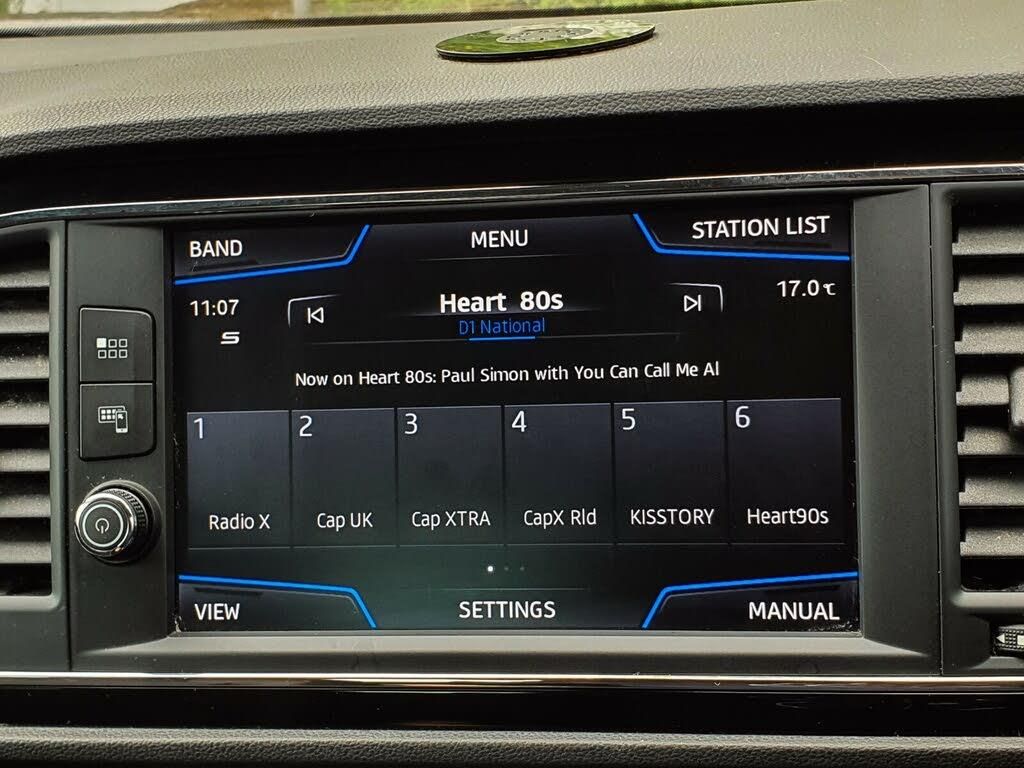 BAND
MENU
STATION LIST
11:07
Heart 80s
17.0℃
D1 National
Now on Heart 80s: Paul Simon with You Can Call Me Al
1 2 3 4 5 6
Radio X Cap UK Cap XTRA CapX Rld KISSTORY Heart90s
VIEW
SETTINGS
MANUAL